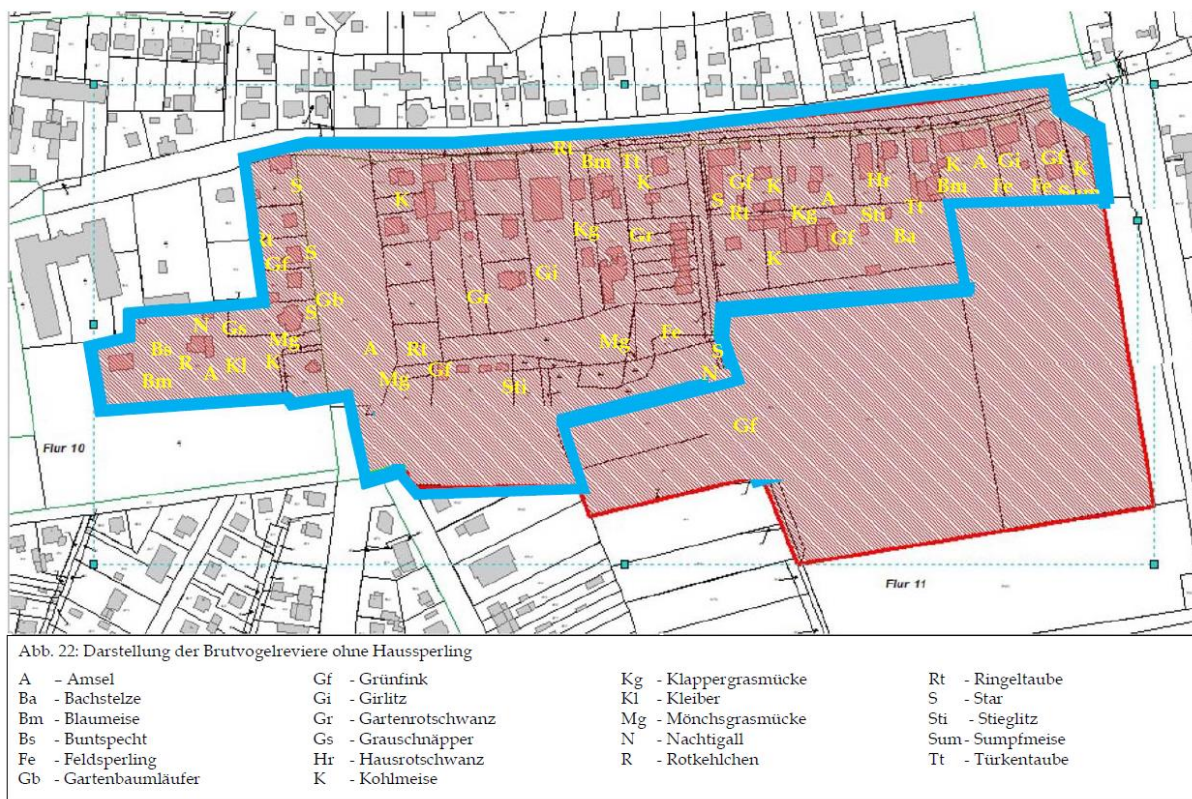 Rt
Bm Tt
K
S
K
Gf K
S
Rt
Kg
A
Hr
Sti
Tt
Ba
Gf
K
K A Gi Gf K
Bm Fe Fe Sum
Kg
Gr
Rt
Gf
S
Gi
Gr
Gb
S
N Gs
Mg
K
Bs
R
Bm
A
Kl
A
Rt
Mg
Gf
Sti
Mg
Fe
S
N
Gf
Flur 10
Flur 11
Abb. 22: Darstellung der Brutvogelreviere ohne Haussperling
A – Amsel
Ba - Bachstelze
Bm - Blaumeise
Bs - Buntspecht
Fe - Feldsperling
Gb - Gartenbaumläufer
Gf - Grünfink
Gi - Girlitz
Gr - Gartenrotschwanz
Gs - Grauschnäpper
Hr - Hausrotschwanz
K - Kohlmeise
Kg - Klappergrasmücke
Kl - Kleiber
Mg - Mönchsgrasmücke
N - Nachtigall
R - Rotkehlchen
Rt - Ringeltaube
S - Star
Sti - Stieglitz
Sum - Sumpfmeise
Tt - Türkentaube